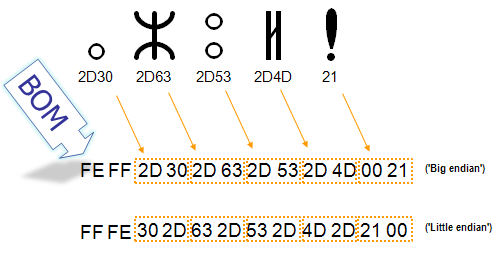 ⴰⵣⵓⵍ!
2D30 2D63 2D53 2D4D 21
BOM
FE FF 2D 30 2D 63 2D 53 2D 4D 00 21 ('Big endian')
FF FE 30 2D 63 2D 53 2D 4D 2D 21 00 ('Little endian')